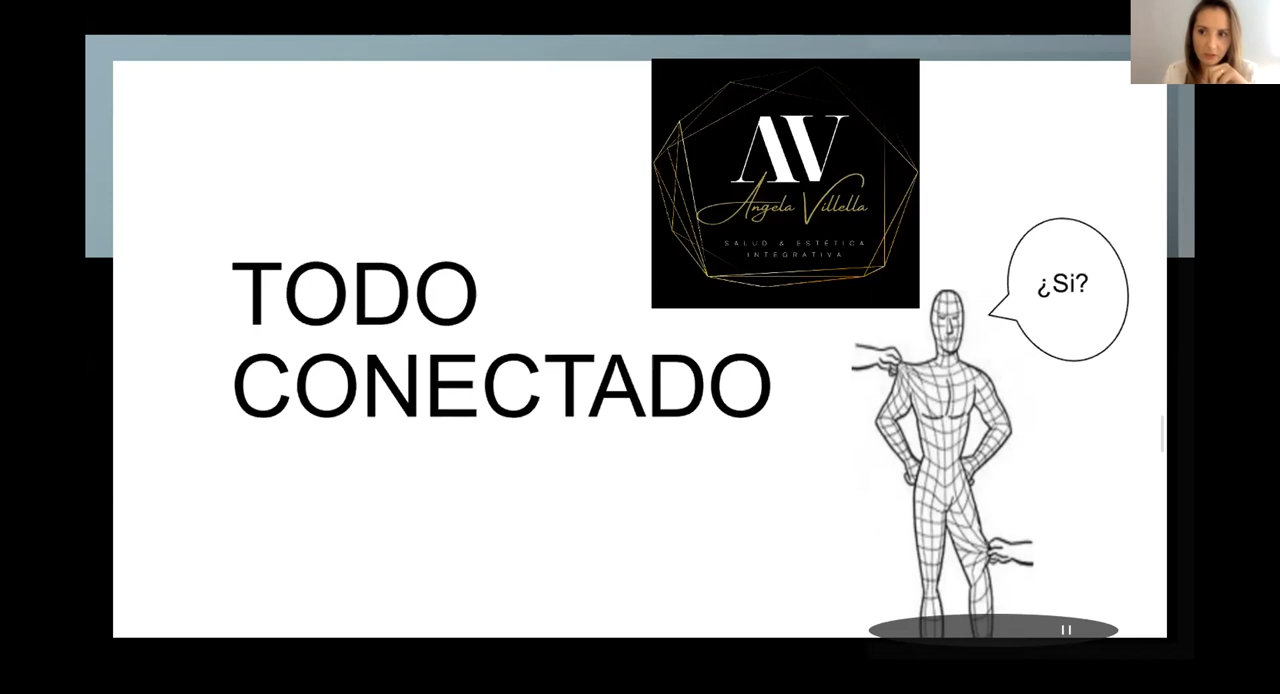 AV
Angela Villella
SALUD & ESTÉTICA
INTEGRATIVA
TODO
CONECTADO
¿Si?